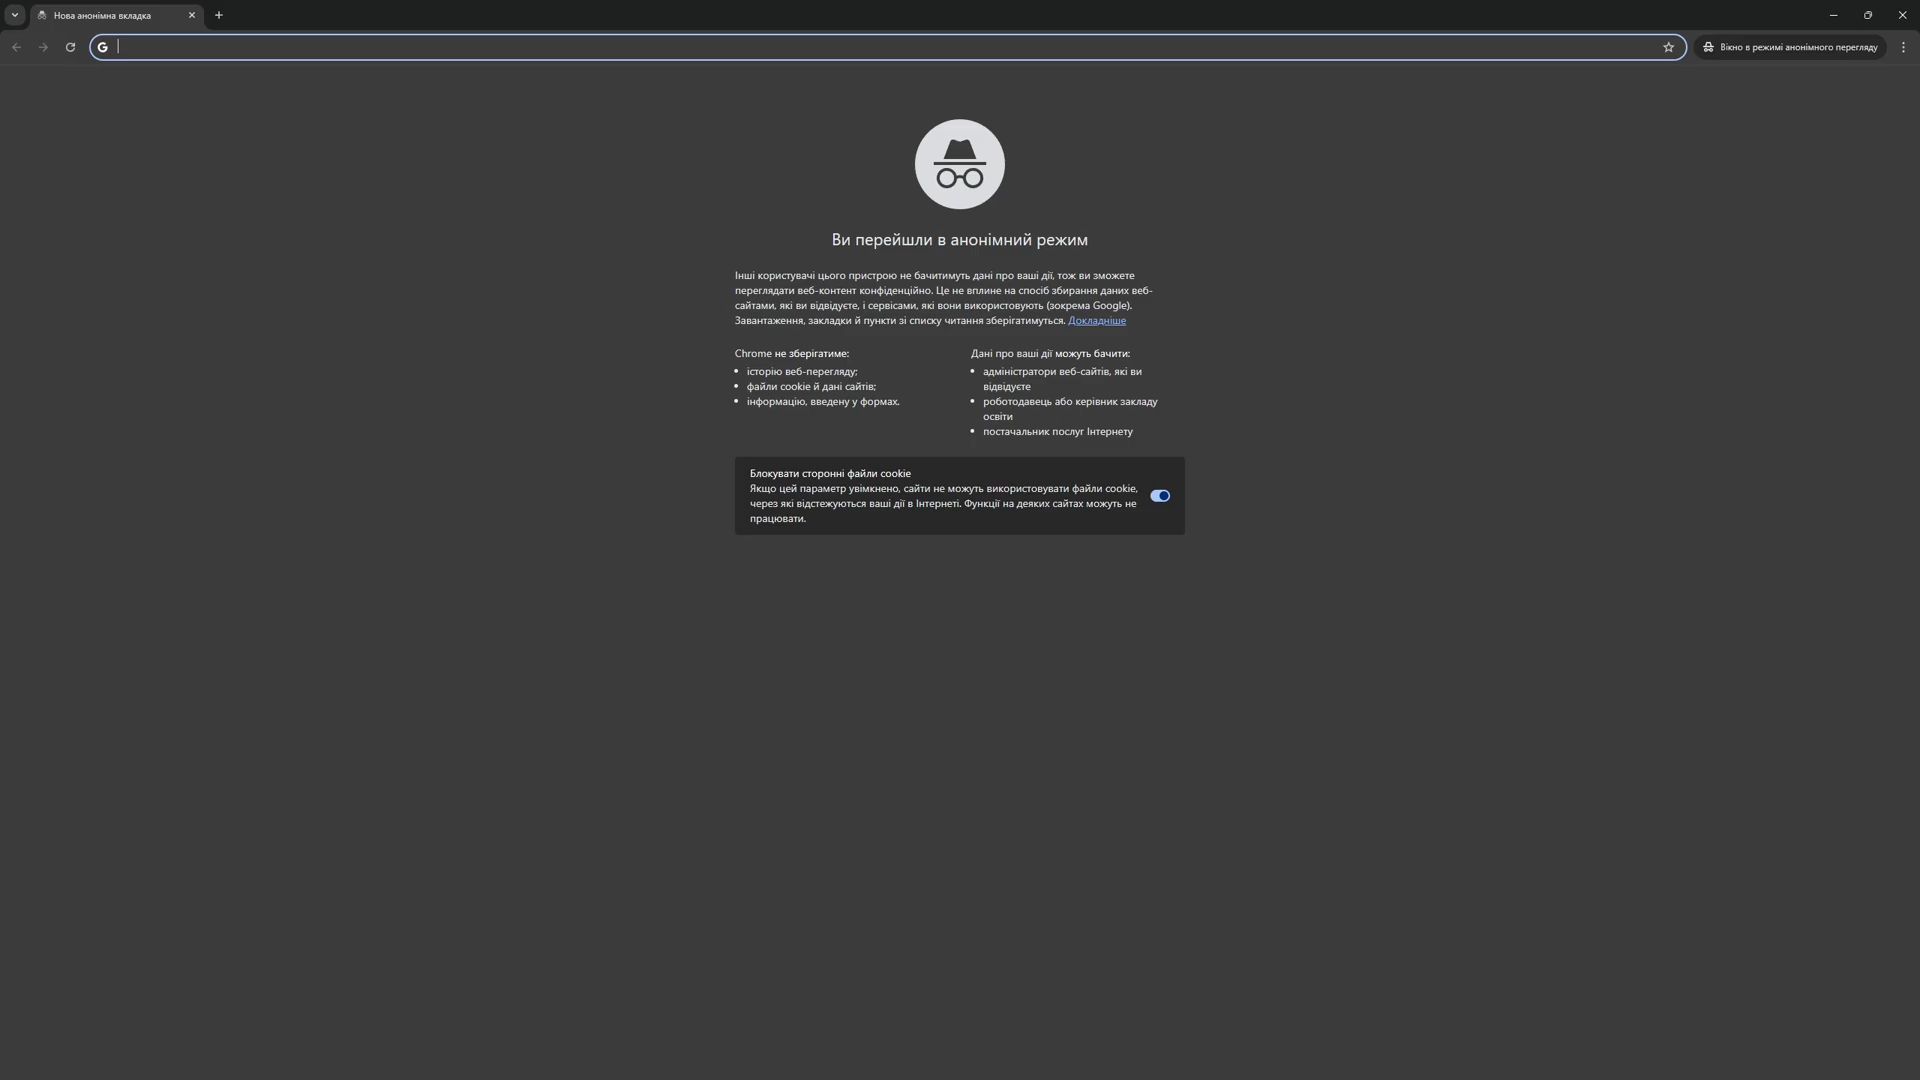 Нова анонімна вкладка
Вікно в режимі анонімного перегляду
Ви перейшли в анонімний режим
Інші користувачі цього пристрою не бачитимуть дані про ваші дії, тож ви зможете
переглядати веб-контент конфіденційно. Це не вплине на спосіб збирання даних веб-
сайтами, які ви відвідуєте, і сервісами, які вони використовують (зокрема Google).
Завантаження, закладки й пункти зі списку читання зберігатимуться. Докладніше
Chrome не зберігатиме:
• історію веб-перегляду;
• файли cookie й дані сайтів;
• інформацію, введену у формах.
Дані про ваші дії можуть бачити:
• адміністратори веб-сайтів, які ви
відвідуєте
• роботодавець або керівник закладу
освіти
• постачальник послуг Інтернету
Блокувати сторонні файли cookie
Якщо цей параметр увімкнено, сайти не можуть використовувати файли cookie,
через які відстежуються ваші дії в Інтернеті. Функції на деяких сайтах можуть не
працювати.